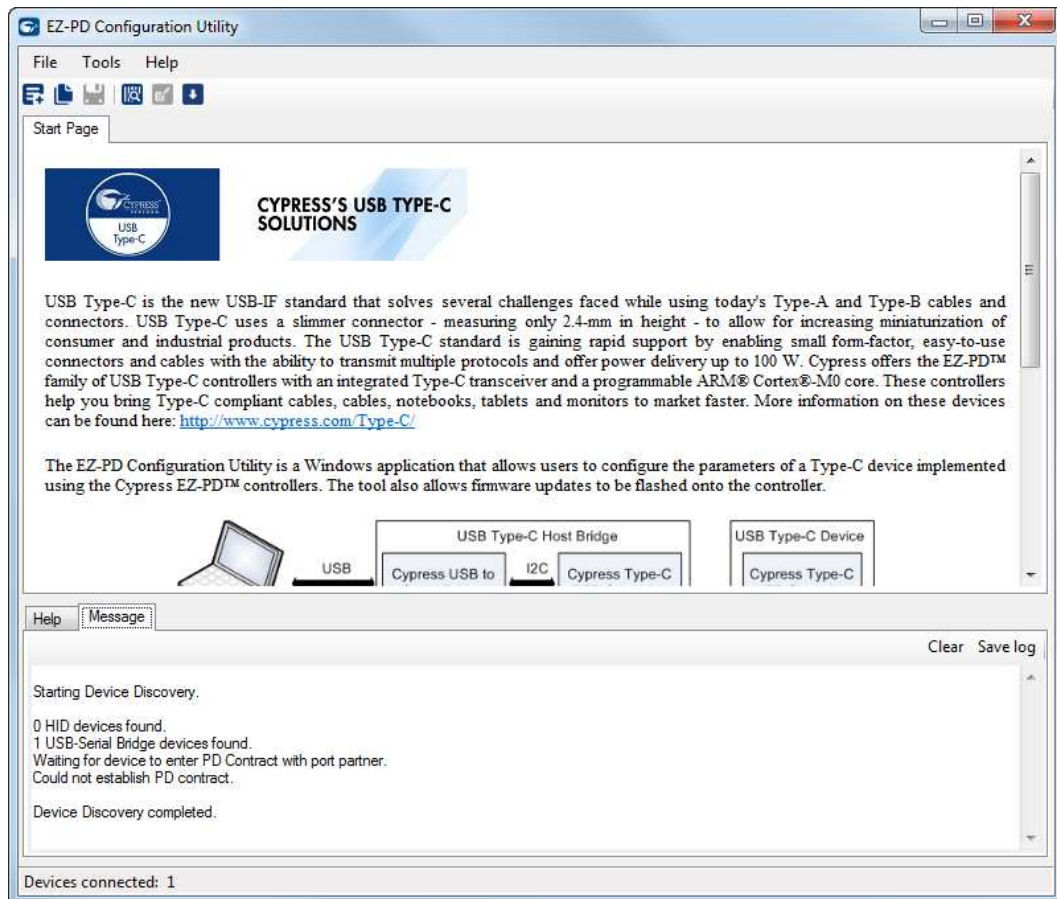 EZ-PD Configuration Utility
File Tools Help
Start Page
CYPRESS
USB
Type-C
CYPRESS'S USB TYPE-C
SOLUTIONS
USB Type-C is the new USB-IF standard that solves several challenges faced while using today's Type-A and Type-B cables and
connectors. USB Type-C uses a slimmer connector - measuring only 2.4-mm in height - to allow for increasing miniaturization of
consumer and industrial products. The USB Type-C standard is gaining rapid support by enabling small form-factor, easy-to-use
connectors and cables with the ability to transmit multiple protocols and offer power delivery up to 100 W. Cypress offers the EZ-PD™
family of USB Type-C controllers with an integrated Type-C transceiver and a programmable ARM® Cortex®-M0 core. These controllers
help you bring Type-C compliant cables, cables, notebooks, tablets and monitors to market faster. More information on these devices
can be found here: http://www.cypress.com/Type-C/
The EZ-PD Configuration Utility is a Windows application that allows users to configure the parameters of a Type-C device implemented
using the Cypress EZ-PD™ controllers. The tool also allows firmware updates to be flashed onto the controller.
USB Type-C Host Bridge
USB Type-C Device
USB
Cypress USB to
I2C
Cypress Type-C
Cypress Type-C
Help Message
Clear Save log
Starting Device Discovery.
0 HID devices found.
1 USB-Serial Bridge devices found.
Waiting for device to enter PD Contract with port partner.
Could not establish PD contract.
Device Discovery completed.
Devices connected: 1